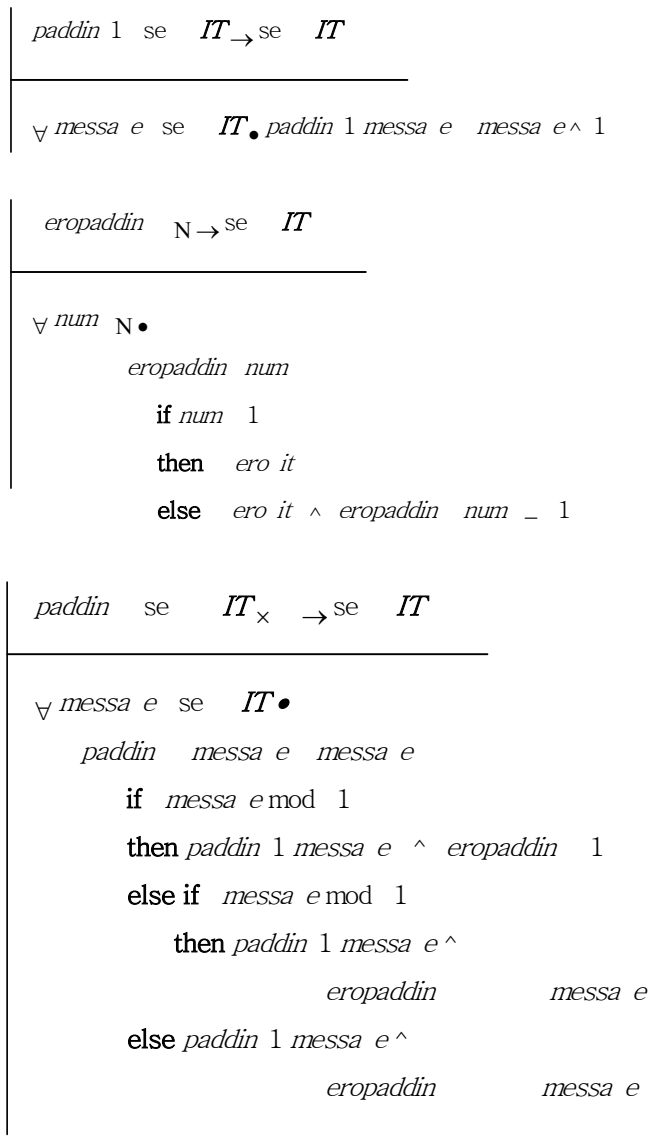 paddin 1 se IT → se IT
∀ messa e se IT • paddin 1 messa e messa e ^ 1
eropaddin N → se IT
∀ num N •
eropaddin num
if num 1
then ero it
else ero it ^ eropaddin num _ 1
paddin se IT × → se IT
∀ messa e se IT •
paddin messa e messa e
if messa e mod 1
then paddin 1 messa e ^ eropaddin 1
else if messa e mod 1
then paddin 1 messa e ^
eropaddin messa e
else paddin 1 messa e ^
eropaddin messa e